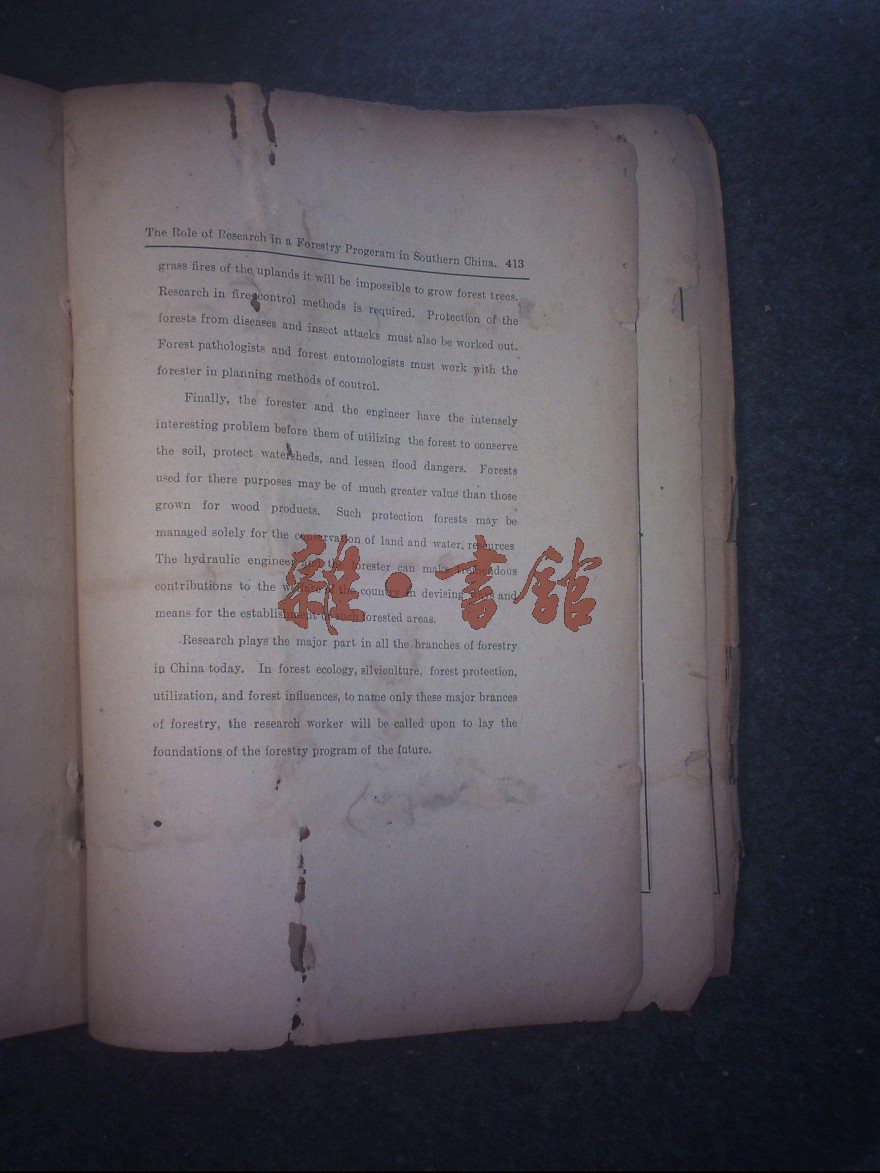 The Role of Research in a Forestry Progeram in Southern China. 413
grass fires of the uplands it will be impossible to grow forest trees.
Research in fire control methods is required. Protection of the
forests from diseases and insect attacks must also be worked out.
Forest pathologists and forest entomologists must work with the
forester in planning methods of control.
Finally, the forester and the engineer have the intensely
interesting problem before them of utilizing the forest to conserve
the soil, protect watersheds, and lessen flood dangers. Forests
used for there purposes may be of much greater value than those
grown for wood products. Such protection forests may be
managed solely for the conservation of land and water, resources
The hydraulic engineer and the forester can make tremendous
contributions to the welfare of the country in devising and
means for the establishment of such forested areas.
Research plays the major part in all the branches of forestry
in China today. In forest ecology, silviculture, forest protection,
utilization, and forest influences, to name only these major brances
of forestry, the research worker will be called upon to lay the
foundations of the forestry program of the future.
雜·書館